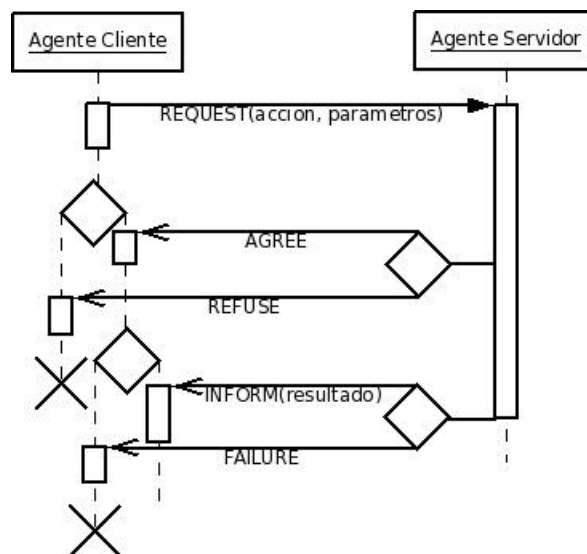 Agente Cliente
Agente Servidor
REQUEST(accion, parametros)
AGREE
REFUSE
INFORM(resultado)
FAILURE